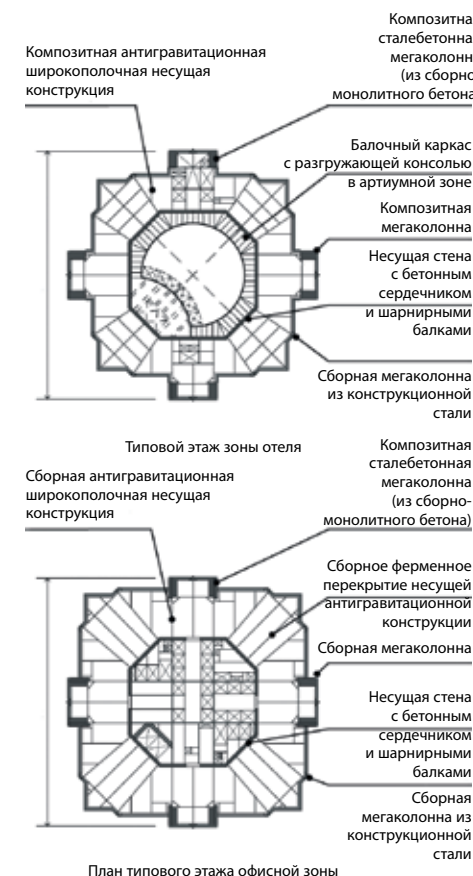 Композитная антигравитационная
широкополочная несущая
конструкция
Композитна
сталебетонна
мегаколонн
(из сборно
монолитного бетона
Балочный каркас
с разгружающей консолью
в артиумной зоне
Композитная
мегаколонна
Несущая стена
с бетонным
сердечником
и шарнирными
балками
Сборная мегаколонна
из конструкционной
стали
Типовой этаж зоны отеля
Сборная антигравитационная
широкополочная несущая
конструкция
Композитная
сталебетонная
мегаколонна
(из сборно-
монолитного бетона)
Сборное ферменное
перекрытие несущей
антигравитационной
конструкции
Сборная мегаколонна
Несущая стена
с бетонным
сердечником
и шарнирными
балками
Сборная
мегаколонна из
конструкционной
стали
План типового этажа офисной зоны